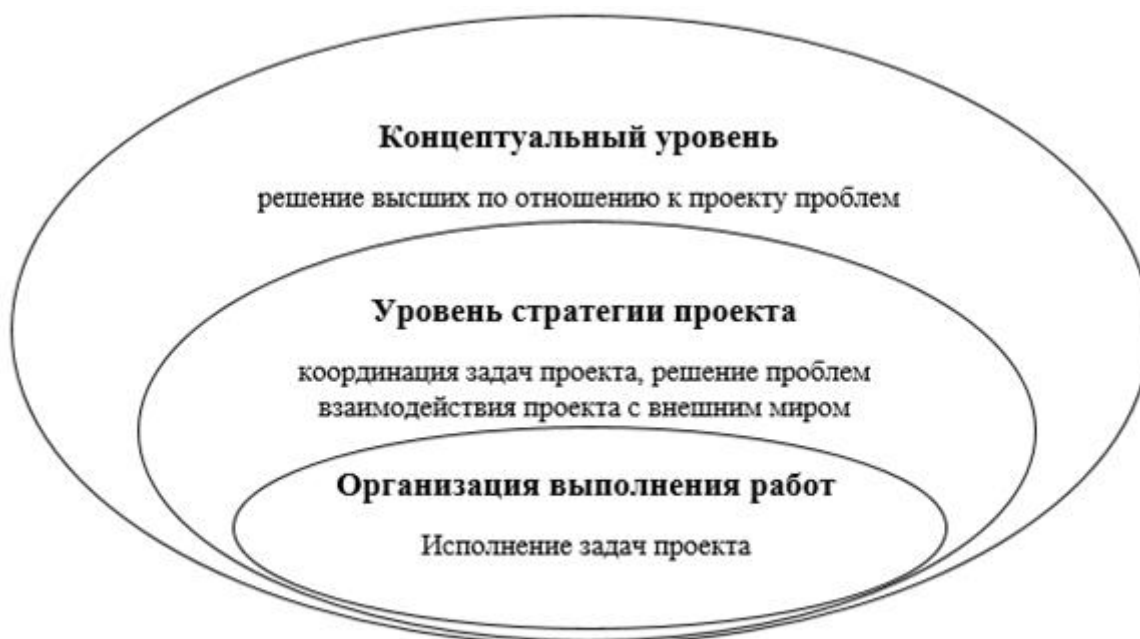 Концептуальный уровень
решение высших по отношению к проекту проблем
Уровень стратегии проекта
координация задач проекта, решение проблем
взаимодействия проекта с внешним миром
Организация выполнения работ
Исполнение задач проекта